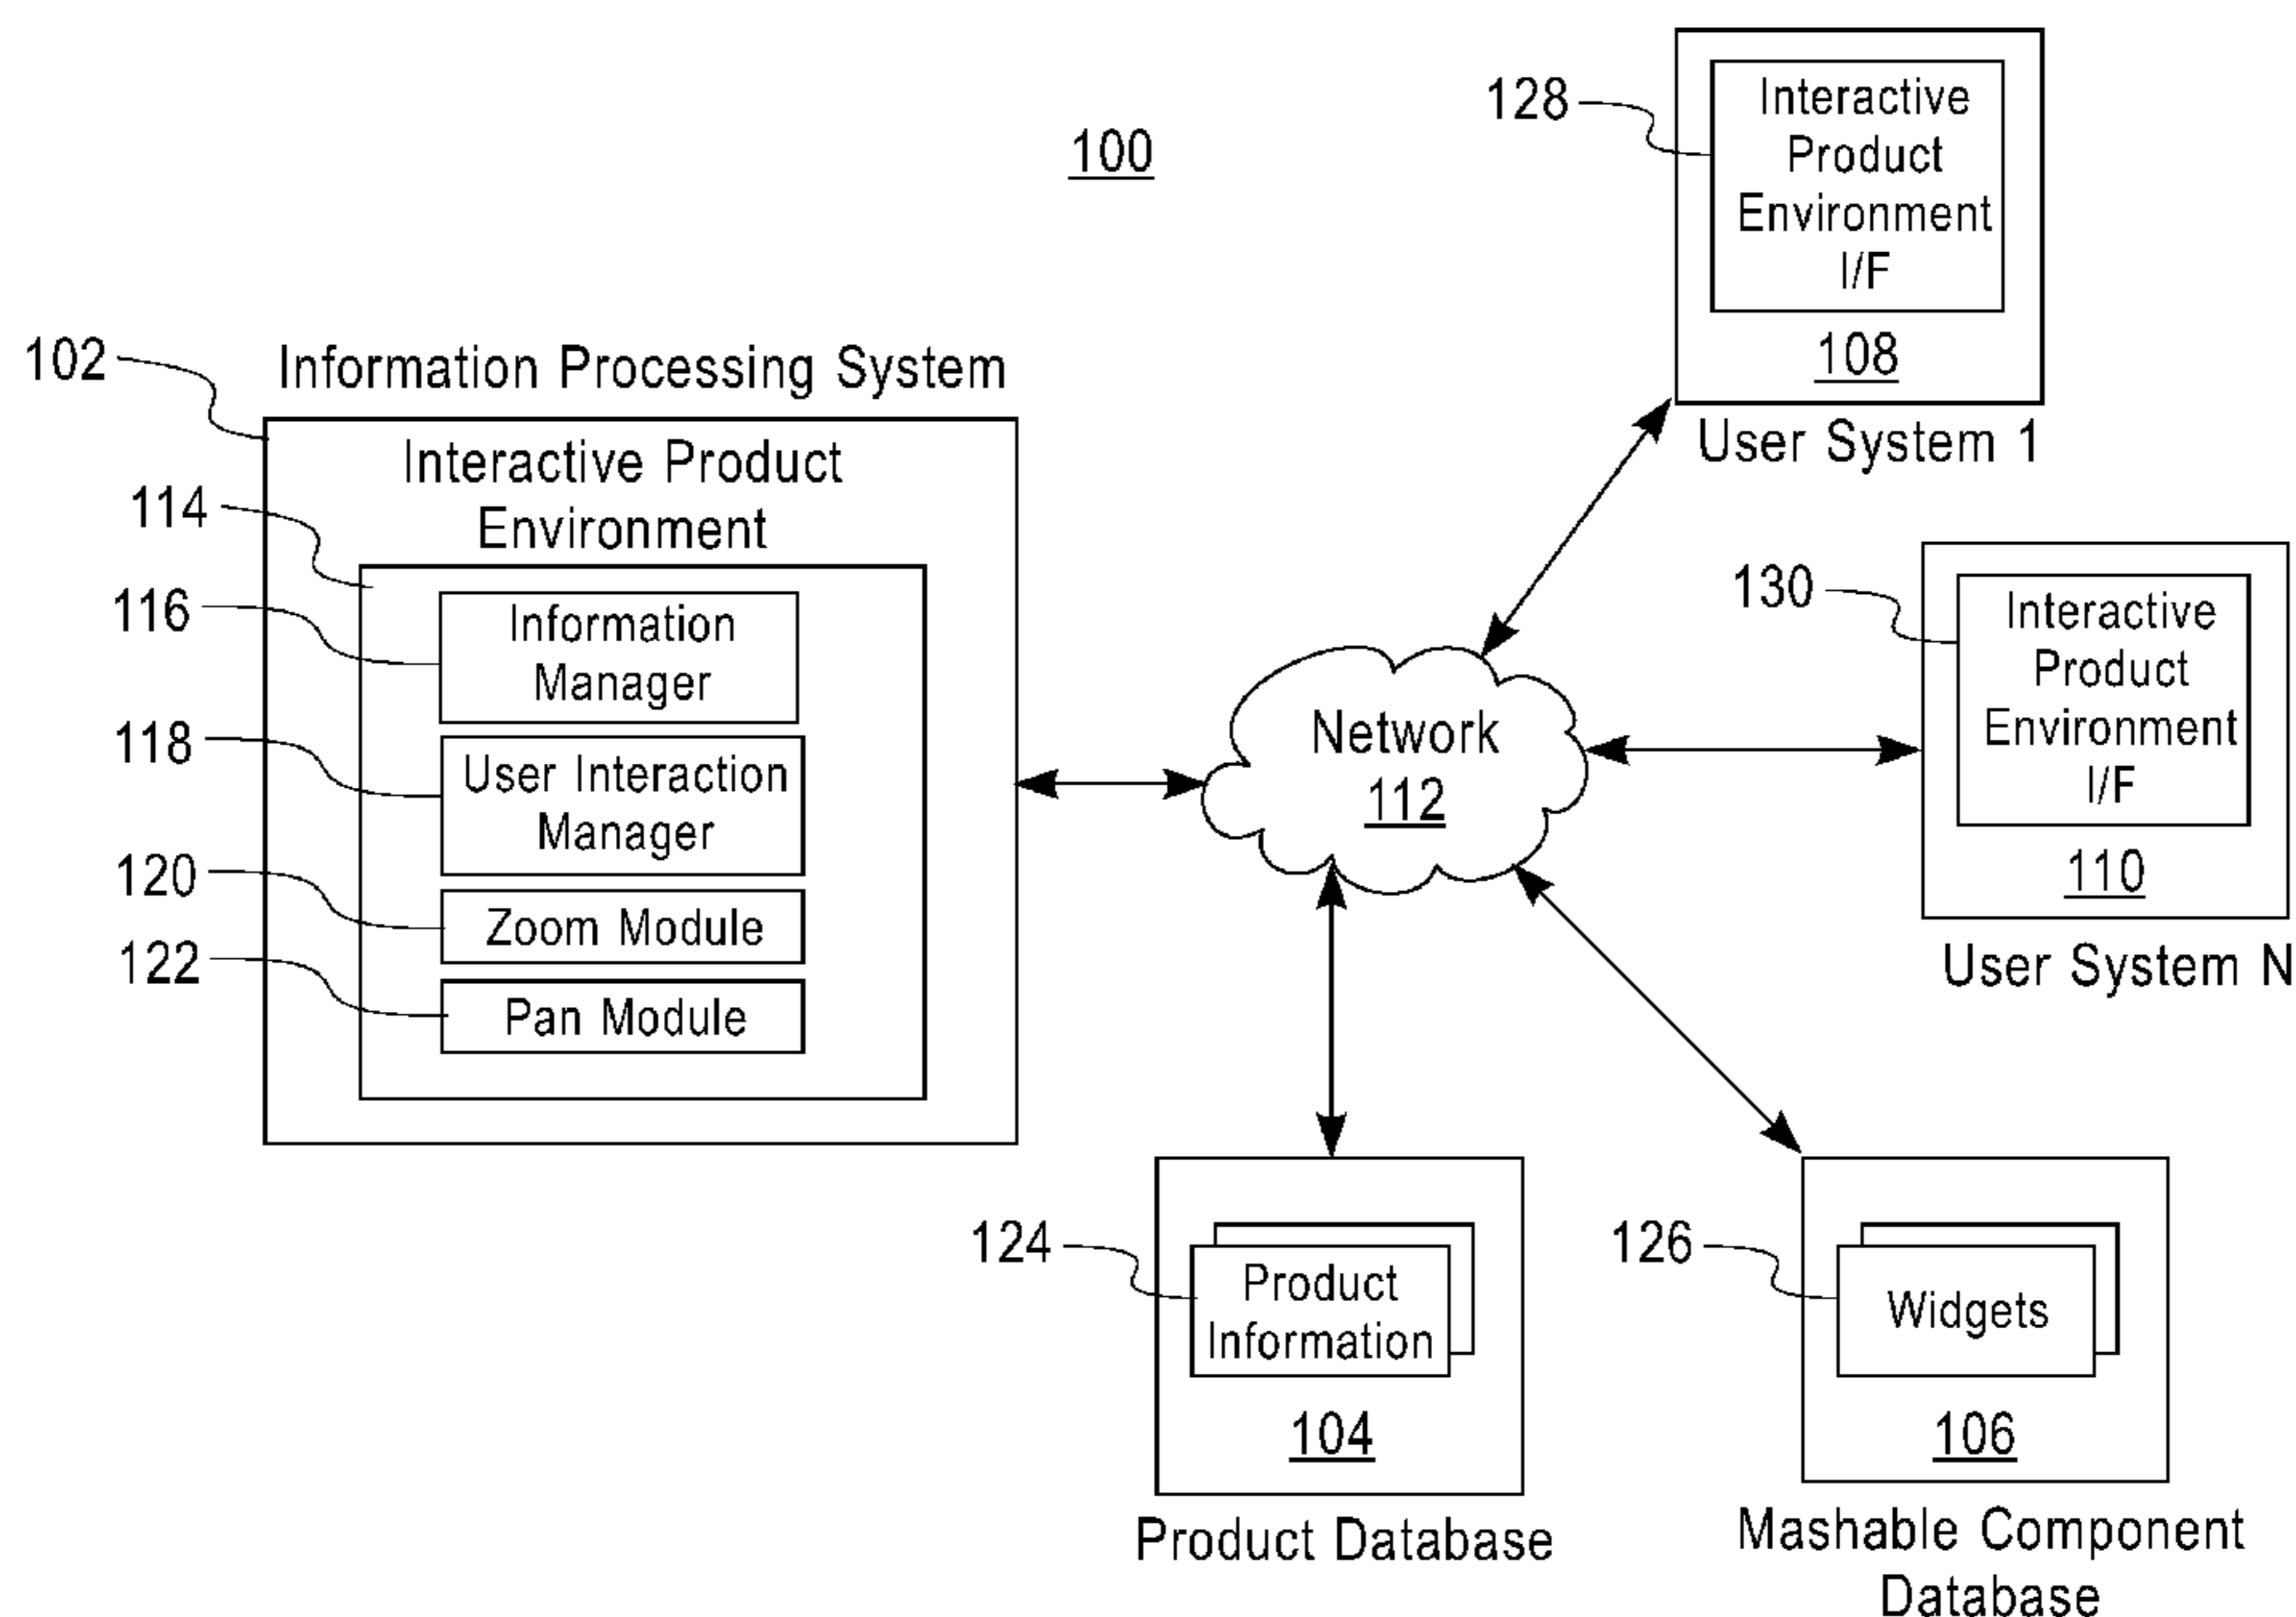 100
128
Interactive
Product
Environment
I/F
108
User System 1
102
Information Processing System
Interactive Product
Environment
114
116
Information
Manager
118
User Interaction
Manager
120
Zoom Module
122
Pan Module
Network
112
130
Interactive
Product
Environment
I/F
110
User System N
124
Product
Information
104
Product Database
126
Widgets
106
Mashable Component
Database